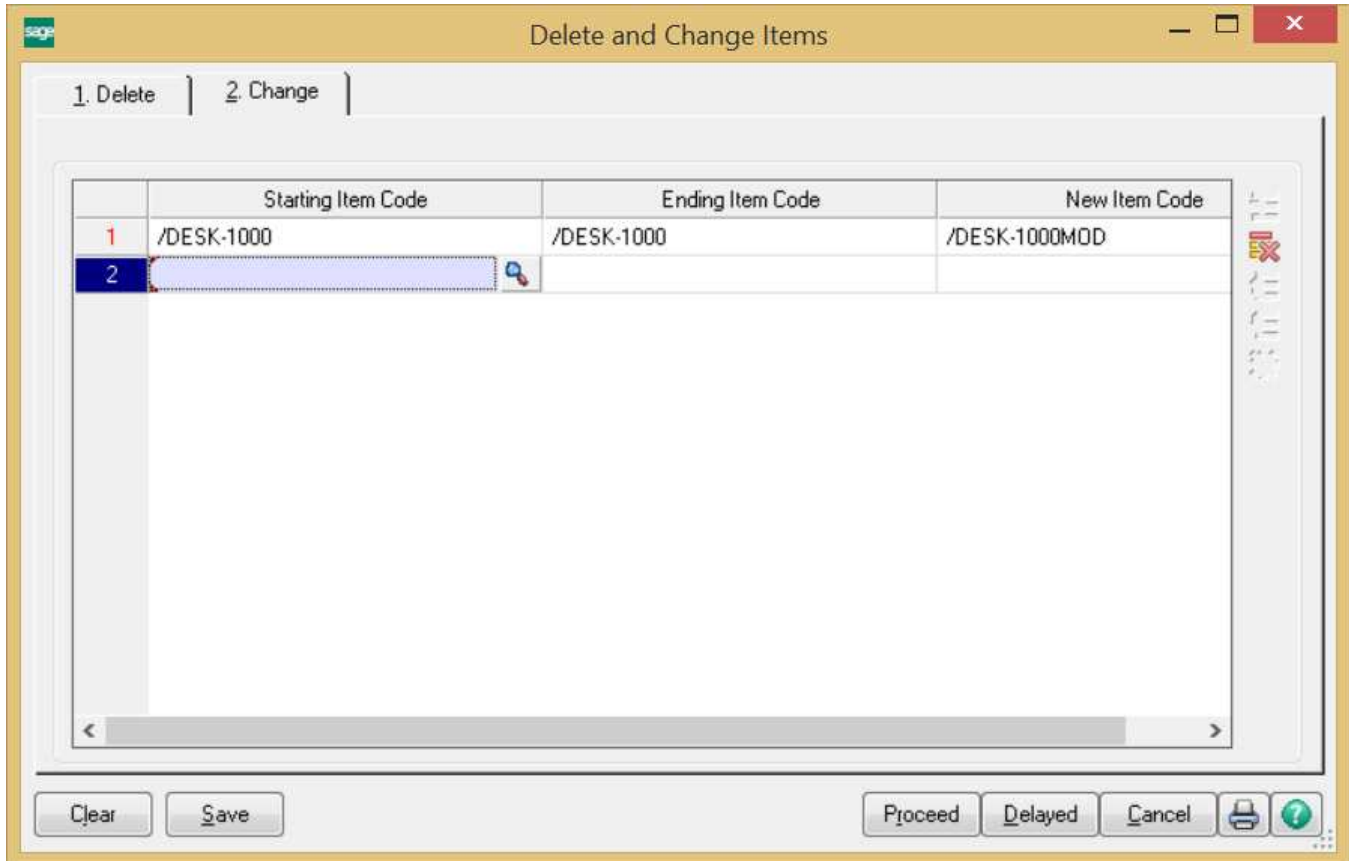 sage Delete and Change Items
1. Delete 2. Change
Starting Item Code Ending Item Code New Item Code
1 /DESK-1000 /DESK-1000 /DESK-1000MOD
2
Clear Save Proceed Delayed Cancel ?